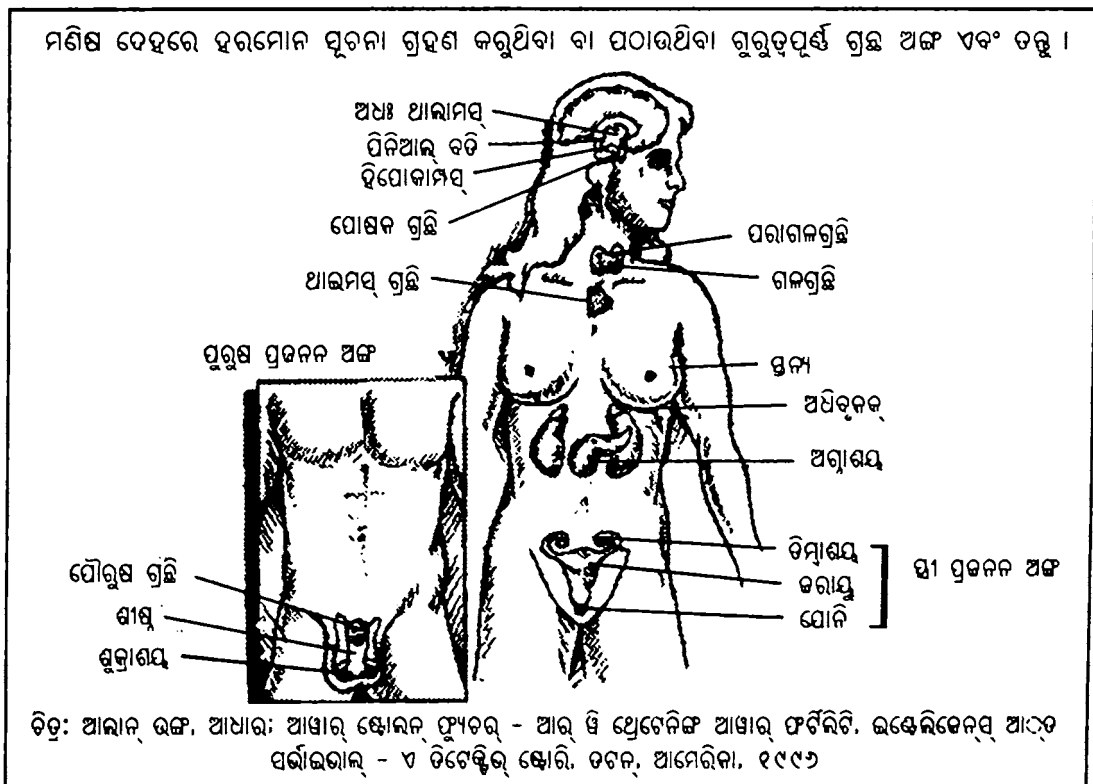 ମଣିଷ ଦେହରେ ହରମୋନ ସୂଚନା ଗ୍ରହଣ କରୁଥିବା ବା ପଠାଉଥିବା ଗୁରୁତ୍ୱପୂର୍ଣ୍ଣ ଗ୍ରନ୍ଥି ଅଙ୍ଗ ଏବଂ ତନ୍ତୁ ।
ଅଧଃ ଥାଲାମସ୍
ପିନିଆଲ୍ ବଡି
ହିପୋକାମ୍ପସ୍
ପୋଷକ ଗ୍ରନ୍ଥି
ପରାଗଳଗ୍ରନ୍ଥି
ଥାଇମସ୍ ଗ୍ରନ୍ଥି
ଗଳଗ୍ରନ୍ଥି
ପୁରୁଷ ପ୍ରଜନନ ଅଙ୍ଗ
ସ୍ତନ୍ୟ
ଅଧିବୃକକ୍
ଅଗ୍ନାଶୟ
ଡିମ୍ବାଶୟ
ଜରାୟୁ
ଯୋନି
ସ୍ତ୍ରୀ ପ୍ରଜନନ ଅଙ୍ଗ
ପୌରୁଷ ଗ୍ରନ୍ଥି
ଶୀଷ୍ନ
ଶୁକ୍ରାଶୟ
ଚିତ୍ର: ଆଲାନ୍ ଭଙ୍ଗ, ଆଧାର; ଆୱାର୍ ଷ୍ଟୋଲନ ଫ୍ୟୁଚର୍ - ଆର୍ ୱି ଥ୍ରେଟେନିଙ୍ଗ ଆୱାର୍ ଫର୍ଟିଲିଟି, ଇଣ୍ଟେଲିଜେନସ୍ ଆଂଡ
ସର୍ଭାଇଭାଲ୍ - ଏ ଡିଟେକ୍ଟିଭ୍ ଷ୍ଟୋରି, ଡଟନ୍, ଆମେରିକା, ୧୯୯୬